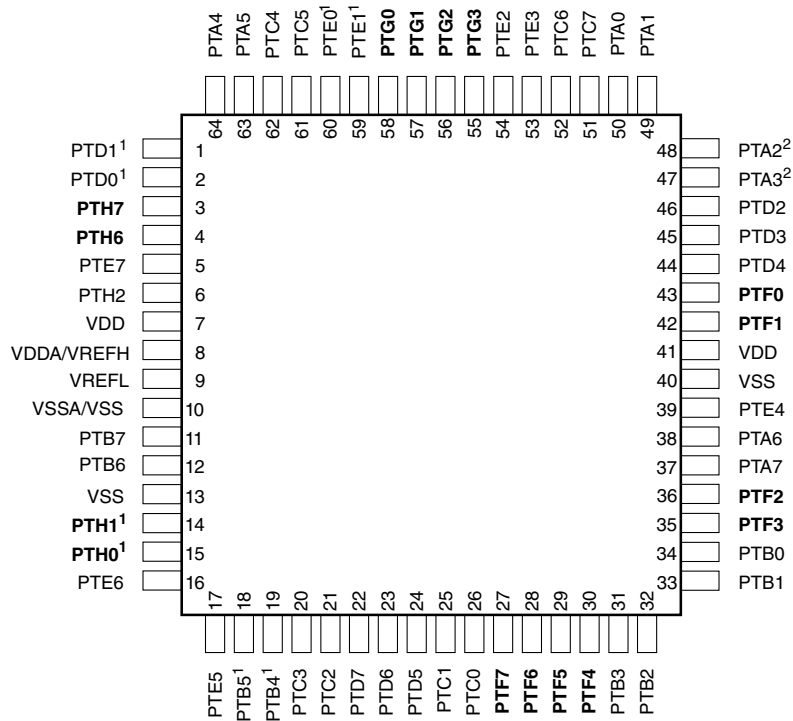 PTA4 PTA5 PTC4 PTC5 PTE0¹ PTE1¹ PTG0 PTG1 PTG2 PTG3 PTE2 PTE3 PTC6 PTC7 PTA0 PTA1
64 63 62 61 60 59 58 57 56 55 54 53 52 51 50 49
PTD1¹ 1 48 PTA2²
PTD0¹ 2 47 PTA3²
PTH7 3 46 PTD2
PTH6 4 45 PTD3
PTE7 5 44 PTD4
PTH2 6 43 PTF0
VDD 7 42 PTF1
VDDA/VREFH 8 41 VDD
VREFL 9 40 VSS
VSSA/VSS 10 39 PTE4
PTB7 11 38 PTA6
PTB6 12 37 PTA7
VSS 13 36 PTF2
PTH1¹ 14 35 PTF3
PTH0¹ 15 34 PTB0
PTE6 16 33 PTB1
17 18 19 20 21 22 23 24 25 26 27 28 29 30 31 32
PTE5 PTB5¹ PTB4¹ PTC3 PTC2 PTD7 PTD6 PTD5 PTC1 PTC0 PTF7 PTF6 PTF5 PTF4 PTB3 PTB2